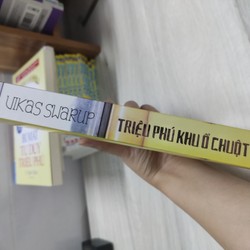 VIKAS SWARUP
TRIỆU PHÚ KHU Ổ CHUỘT